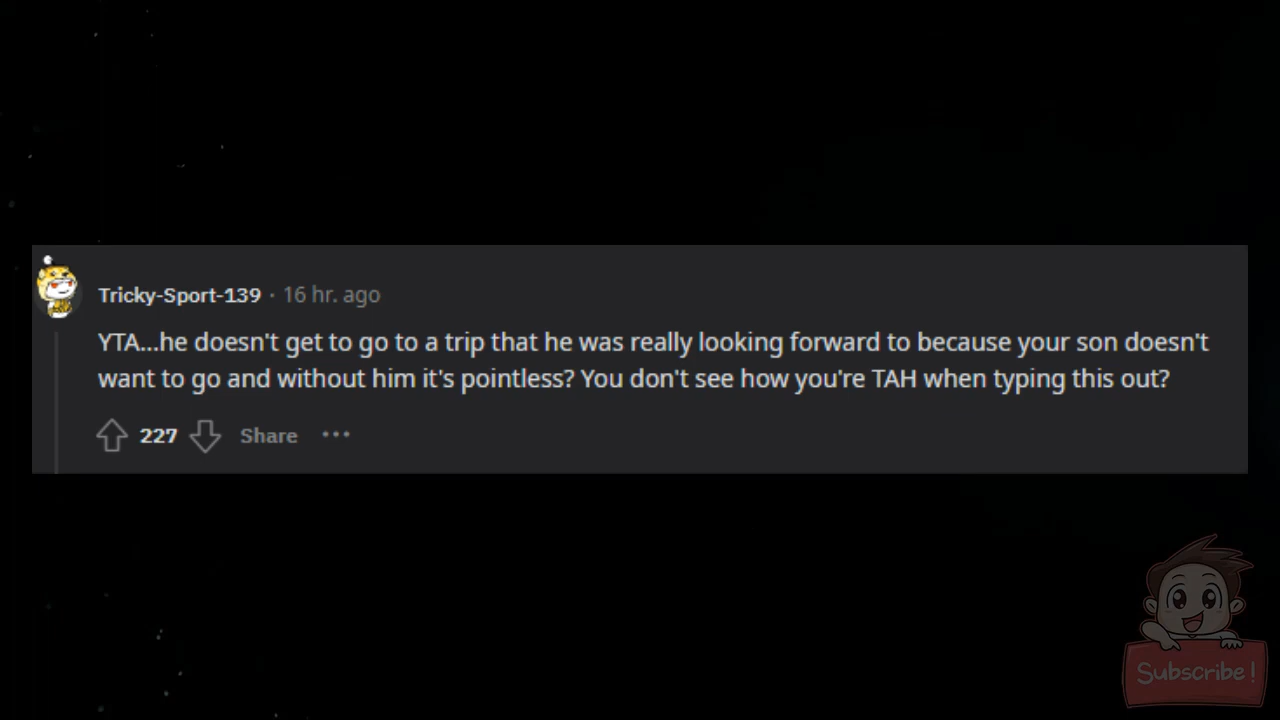 Tricky-Sport-139 · 16 hr. ago
YTA...he doesn't get to go to a trip that he was really looking forward to because your son doesn't
want to go and without him it's pointless? You don't see how you're TAH when typing this out?
227 Share ...
Subscribe!